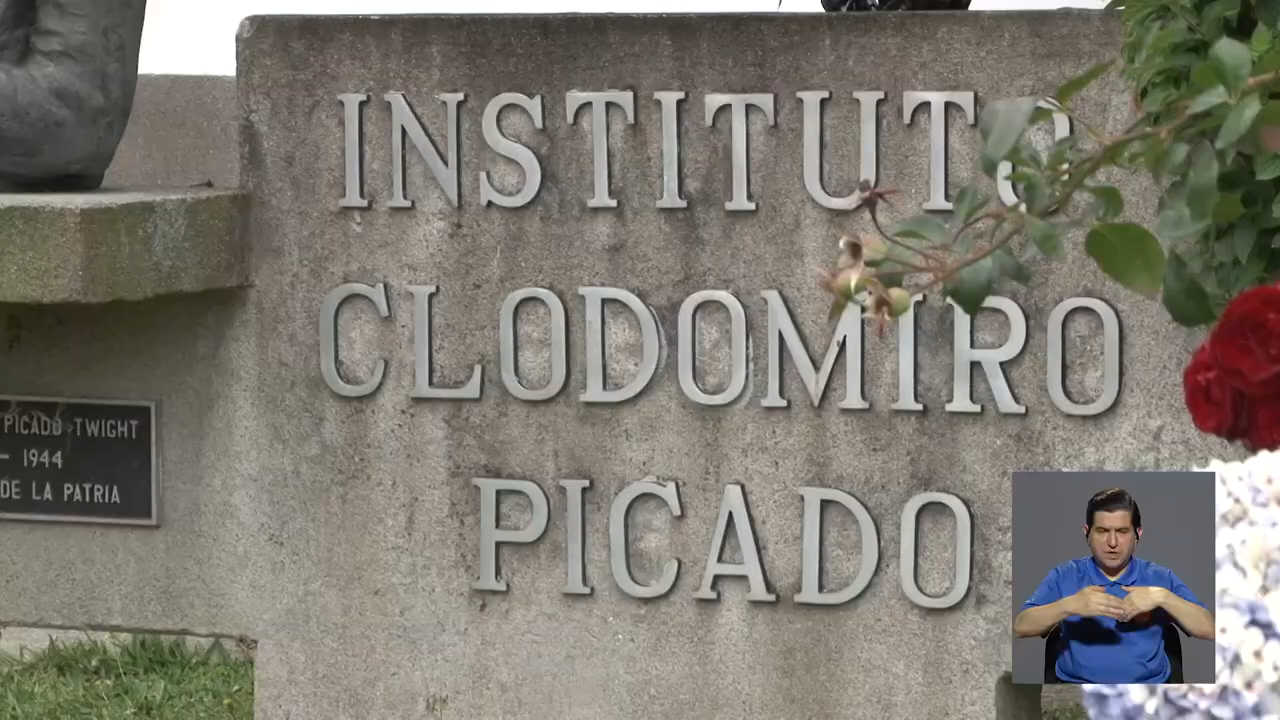 INSTITUTO
CLODOMIRO
PICADO
PICADO TWIGHT
– 1944
DE LA PATRIA